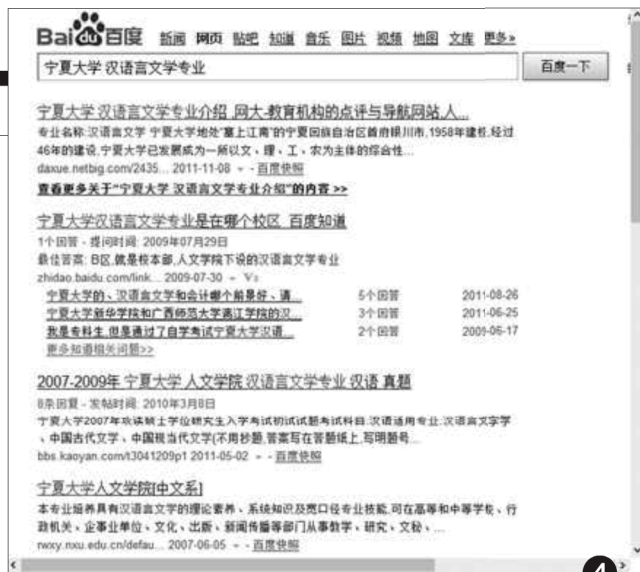 Bai百度 新闻 网页 贴吧 知道 音乐 图片 视频 地图 文库 更多»
宁夏大学 汉语言文学专业 百度一下
宁夏大学 汉语言文学专业介绍_网大-教育机构的点评与导航网站,人...
专业名称:汉语言文学 宁夏大学地处"塞上江南"的宁夏回族自治区首府银川市,1958年建校,经过
46年的建设,宁夏大学已发展成为一所以文、理、工、农为主体的综合性...
daxue.netbig.com/2435... 2011-11-08 - 百度快照
查看更多关于"宁夏大学 汉语言文学专业介绍"的内容 >>
宁夏大学汉语言文学专业是在哪个校区_百度知道
1个回答 - 提问时间: 2009年07月29日
最佳答案: B区,就是校本部,人文学院下设的汉语言文学专业
zhidao.baidu.com/link... 2009-07-30
宁夏大学的、汉语言文学和会计哪个前景好、请... 5个回答 2011-08-26
宁夏大学新华学院和广西师范大学漓江学院的汉... 3个回答 2011-06-25
我是专科生,但是通过了自学考试宁夏大学汉语... 2个回答 2009-06-17
更多知道相关问题>>
2007-2009年 宁夏大学 人文学院 汉语言文学专业 汉语 真题
8条回复 - 发帖时间: 2010年3月8日
宁夏大学2007年攻读硕士学位研究生入学考试初试试题考试科目:汉语适用专业:汉语言文字学
、中国古代文学、中国现当代文学(不用抄题,答案写在答题纸上,写明题号...
bbs.kaoyan.com/t3041209p1 2011-05-02 - 百度快照
宁夏大学人文学院[中文系]
本专业培养具有汉语言文学的理论素养、系统知识及宽口径专业技能,可在高等和中等学校、行
政机关、企事业单位、文化、出版、新闻传播等部门从事教学、研究、文秘、...
rwxy.nxu.edu.cn/defau... 2007-06-05 - 百度快照
4